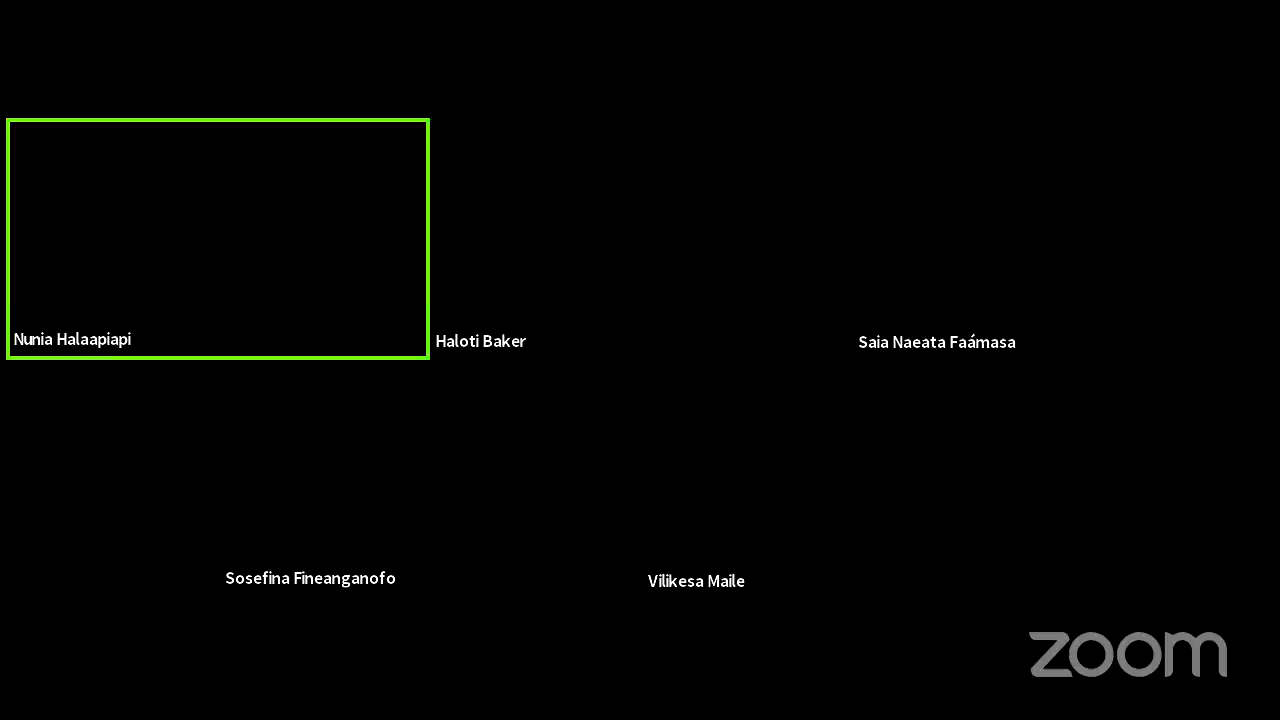 Nunia Halaapiapi
Haloti Baker
Saia Naeata Faámasa
Sosefina Fineanganofo
Vilikesa Maile
zoom